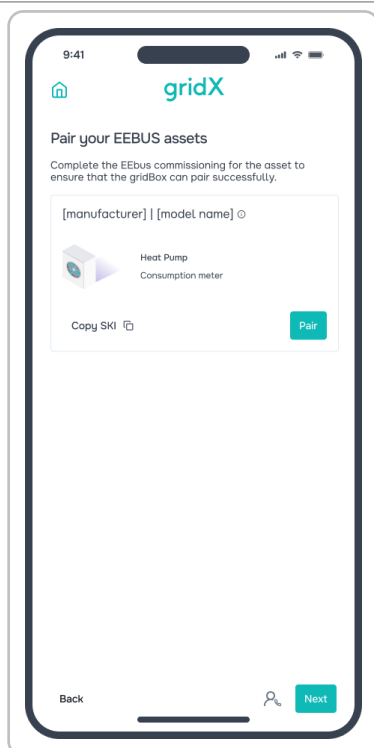 9:41
gridX
Pair your EEBUS assets
Complete the EEbus commissioning for the asset to
ensure that the gridBox can pair successfully.
[manufacturer] | [model name]
Heat Pump
Consumption meter
Copy SKI
Pair
Back
Next